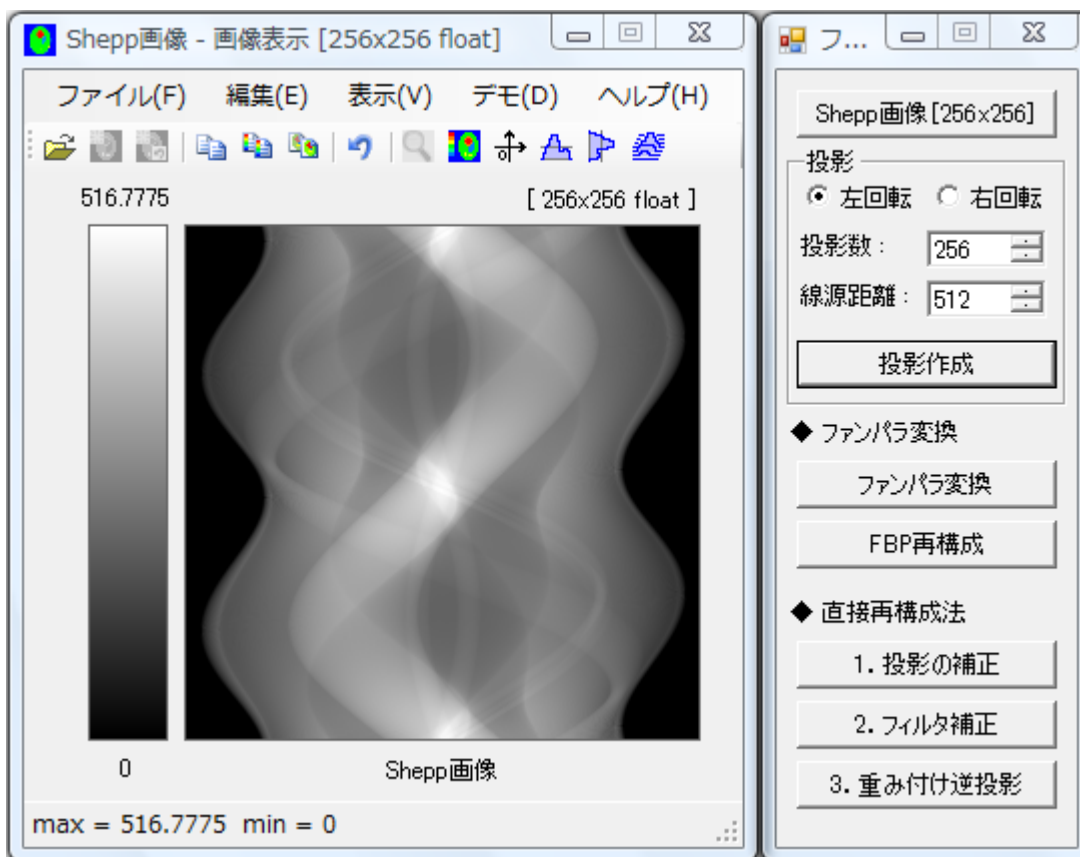 Shepp画像 - 画像表示 [256x256 float]
ファイル(F) 編集(E) 表示(V) デモ(D) ヘルプ(H)
516.7775
[ 256x256 float ]
0
Shepp画像
max = 516.7775 min = 0
フ...
Shepp画像[256x256]
投影
左回転 右回転
投影数 : 256
線源距離 : 512
投影作成
◆ ファンパラ変換
ファンパラ変換
FBP再構成
◆ 直接再構成法
1. 投影の補正
2. フィルタ補正
3. 重み付け逆投影